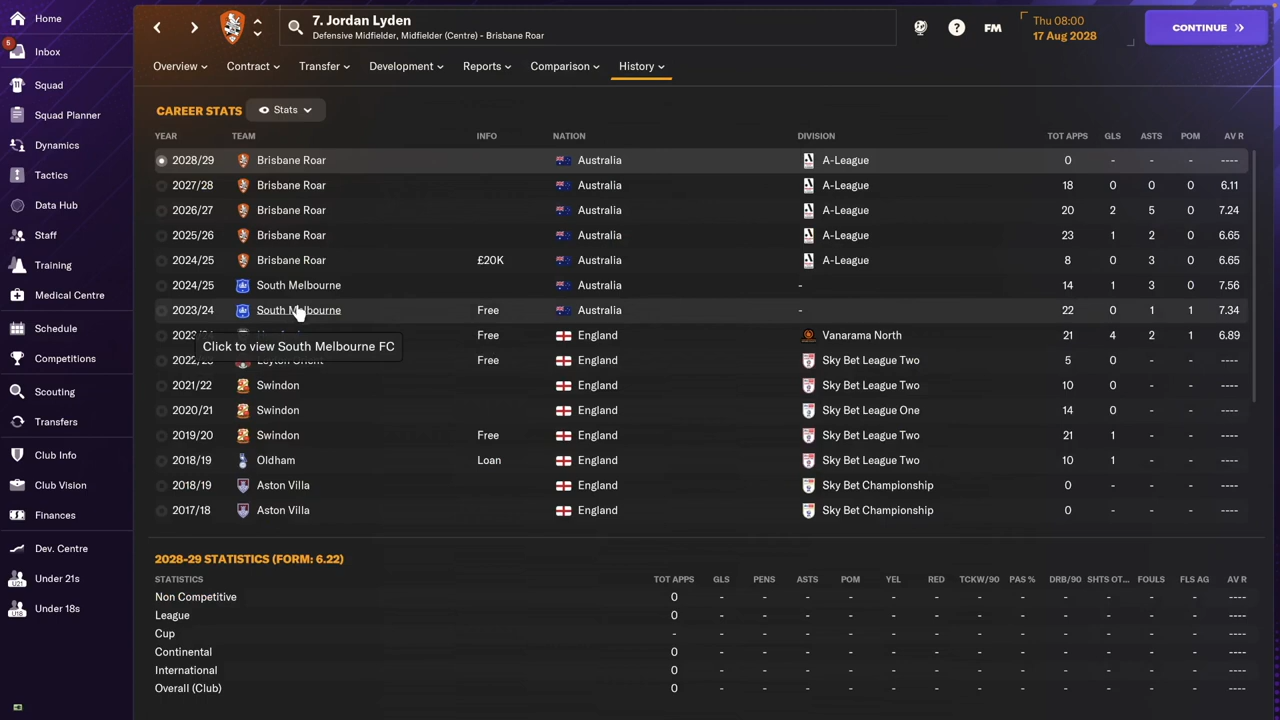 Home
5
Inbox
Squad
Squad Planner
Dynamics
Tactics
Data Hub
Staff
Training
Medical Centre
Schedule
Competitions
Scouting
Transfers
Club Info
Club Vision
Finances
Dev. Centre
U21
Under 21s
U18
Under 18s
7. Jordan Lyden
Defensive Midfielder, Midfielder (Centre) - Brisbane Roar
?
FM
Thu 08:00
17 Aug 2028
CONTINUE
Overview Contract Transfer Development Reports Comparison History
CAREER STATS Stats
YEAR TEAM INFO NATION DIVISION TOT APPS GLS ASTS POM AV R
2028/29 Brisbane Roar Australia A-League 0 - - - ----
2027/28 Brisbane Roar Australia A-League 18 0 0 0 6.11
2026/27 Brisbane Roar Australia A-League 20 2 5 0 7.24
2025/26 Brisbane Roar Australia A-League 23 1 2 0 6.65
2024/25 Brisbane Roar £20K Australia A-League 8 0 3 0 6.65
2024/25 South Melbourne Australia - 14 1 3 0 7.56
2023/24 South Melbourne Free Australia - 22 0 1 1 7.34
Free England Vanarama North 21 4 2 1 6.89
Click to view South Melbourne FC
Leyton Orient Free England Sky Bet League Two 5 0 - - ----
2021/22 Swindon England Sky Bet League Two 10 0 - - ----
2020/21 Swindon England Sky Bet League One 14 0 - - ----
2019/20 Swindon Free England Sky Bet League Two 21 1 - - ----
2018/19 Oldham Loan England Sky Bet League Two 10 1 - - ----
2018/19 Aston Villa England Sky Bet Championship 0 - - - ----
2017/18 Aston Villa England Sky Bet Championship 0 - - - ----
2028-29 STATISTICS (FORM: 6.22)
STATISTICS TOT APPS GLS PENS ASTS POM YEL RED TCKW/90 PAS % DRB/90 SHTS OT... FOULS FLS AG AV R
Non Competitive 0 - - - - - - - - - - - - ----
League 0 - - - - - - - - - - - - ----
Cup - - - - - - - - - - - - - ----
Continental 0 - - - - - - - - - - - - ----
International 0 - - - - - - - - - - - - ----
Overall (Club) 0 - - - - - - - - - - - - ----